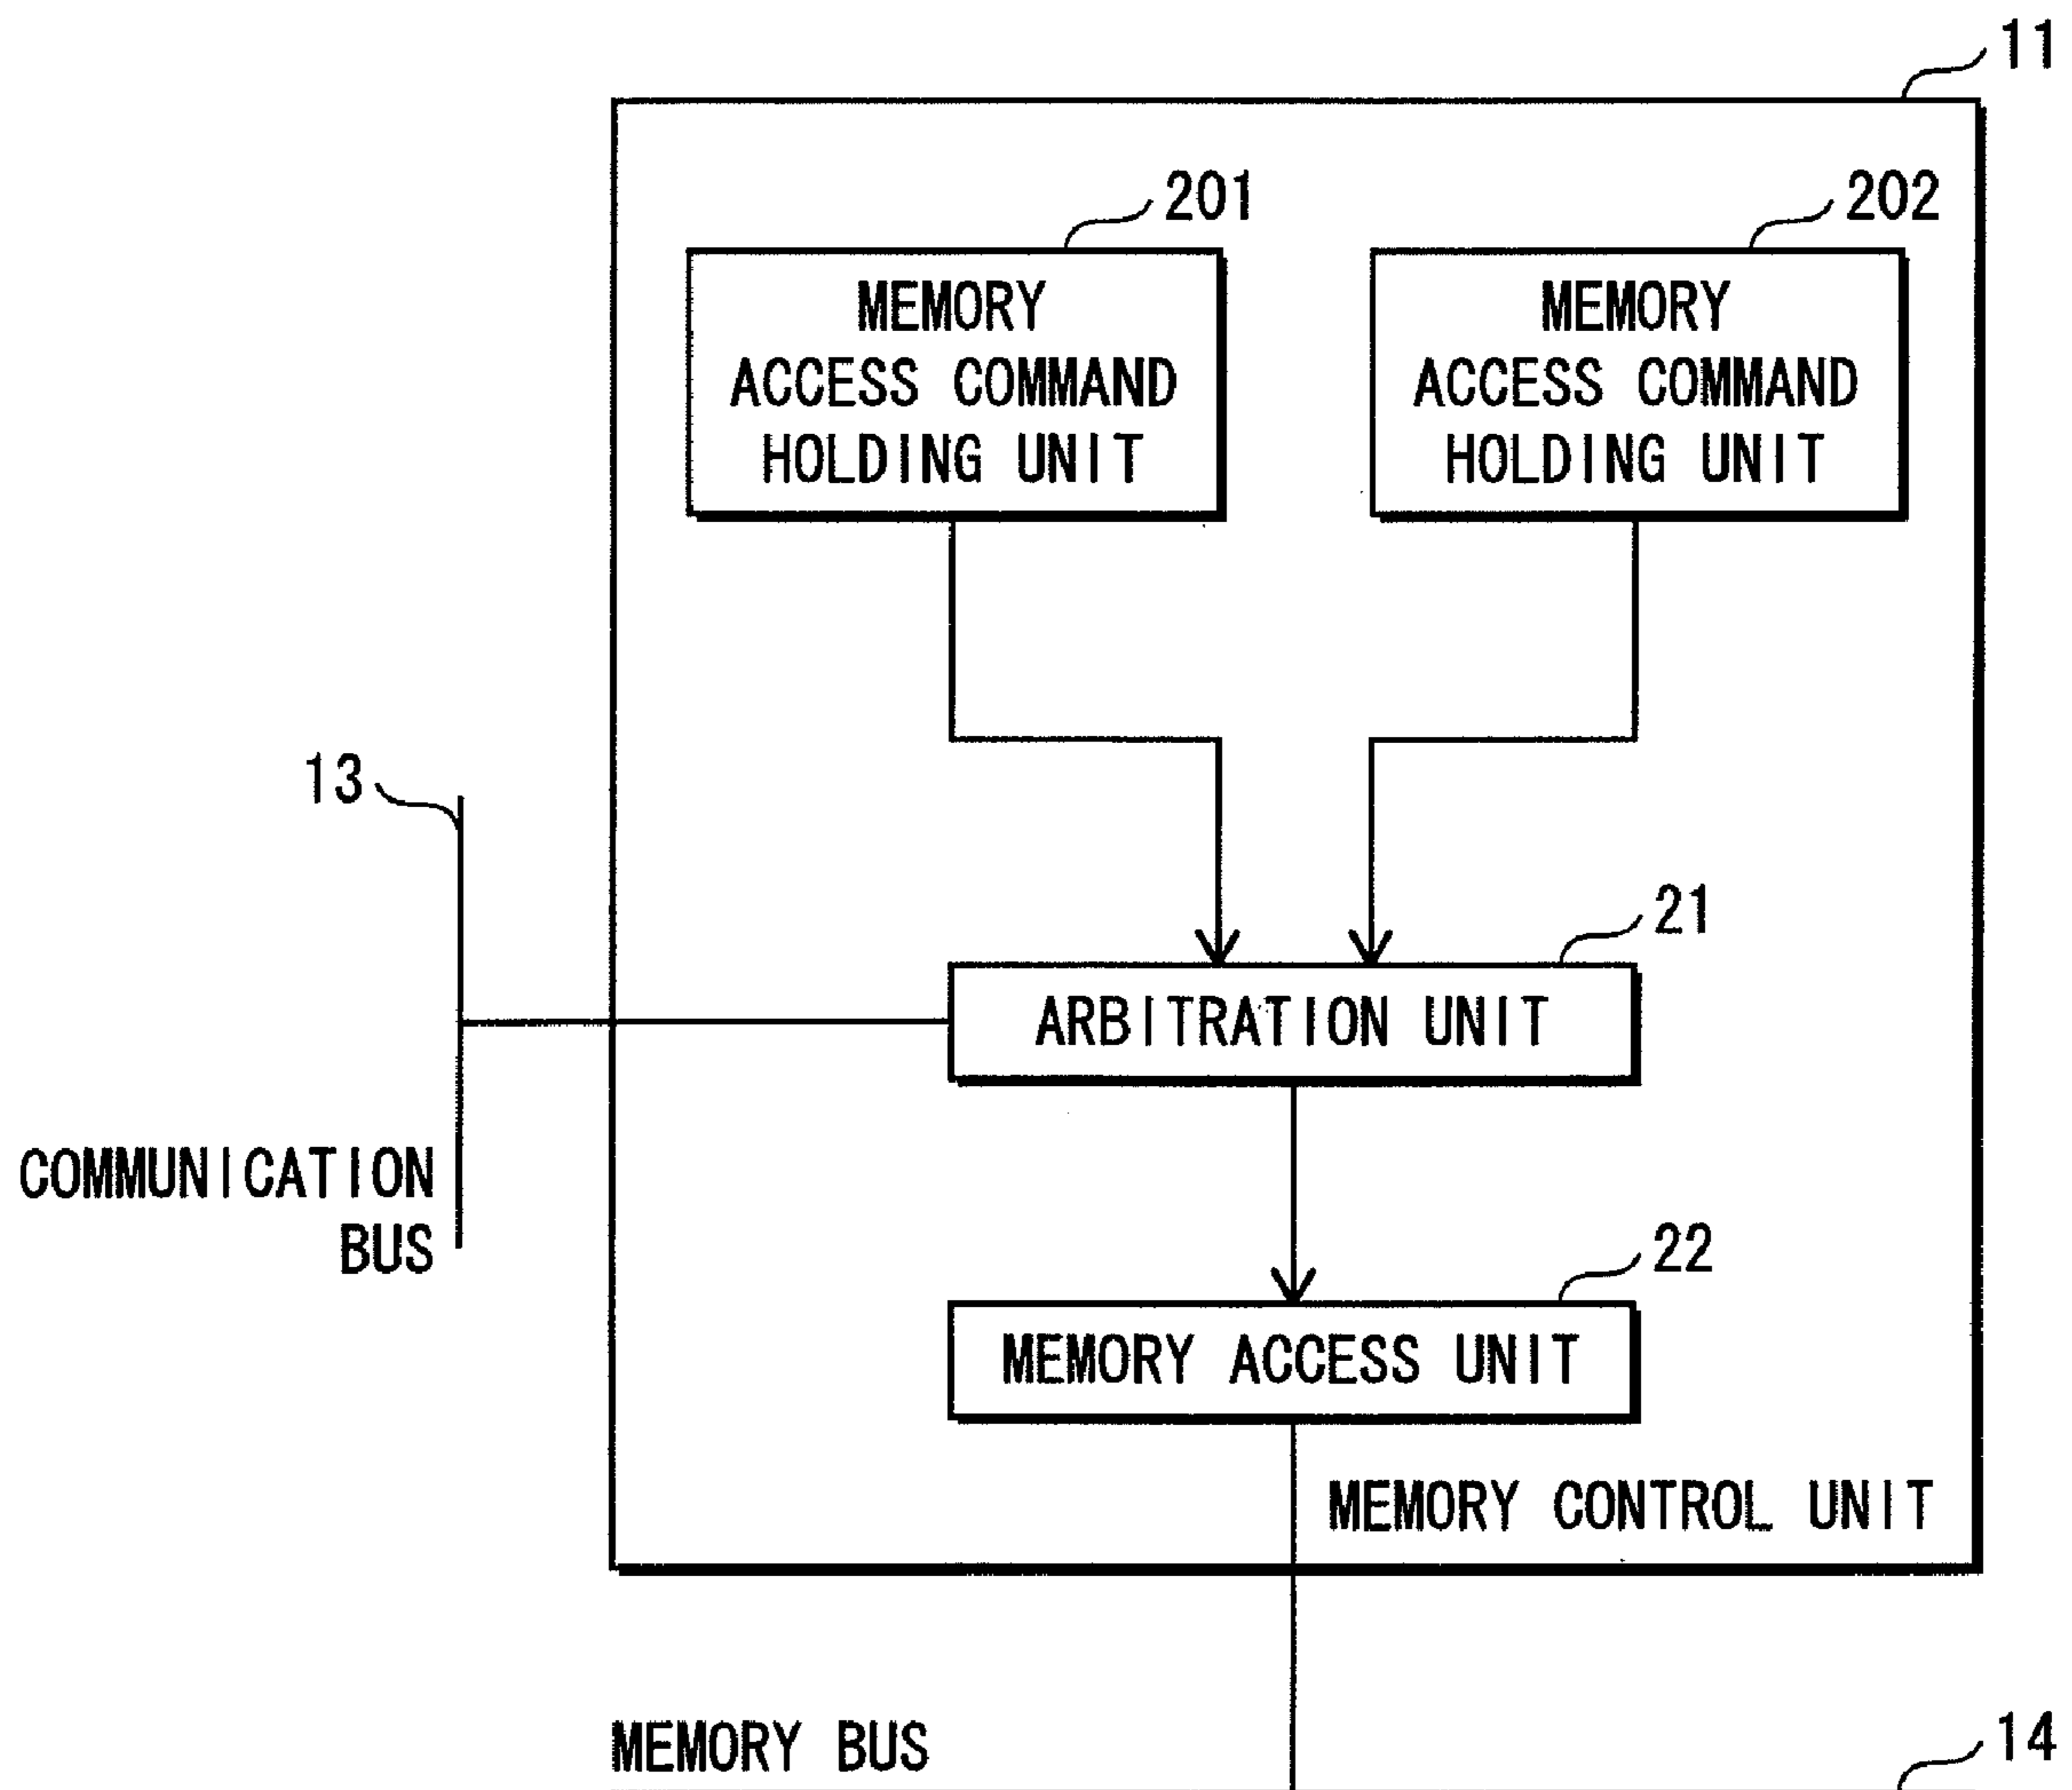 11
201
202
MEMORY
ACCESS COMMAND
HOLDING UNIT
MEMORY
ACCESS COMMAND
HOLDING UNIT
13
21
ARBITRATION UNIT
COMMUNICATION
BUS
22
MEMORY ACCESS UNIT
MEMORY CONTROL UNIT
MEMORY BUS
14